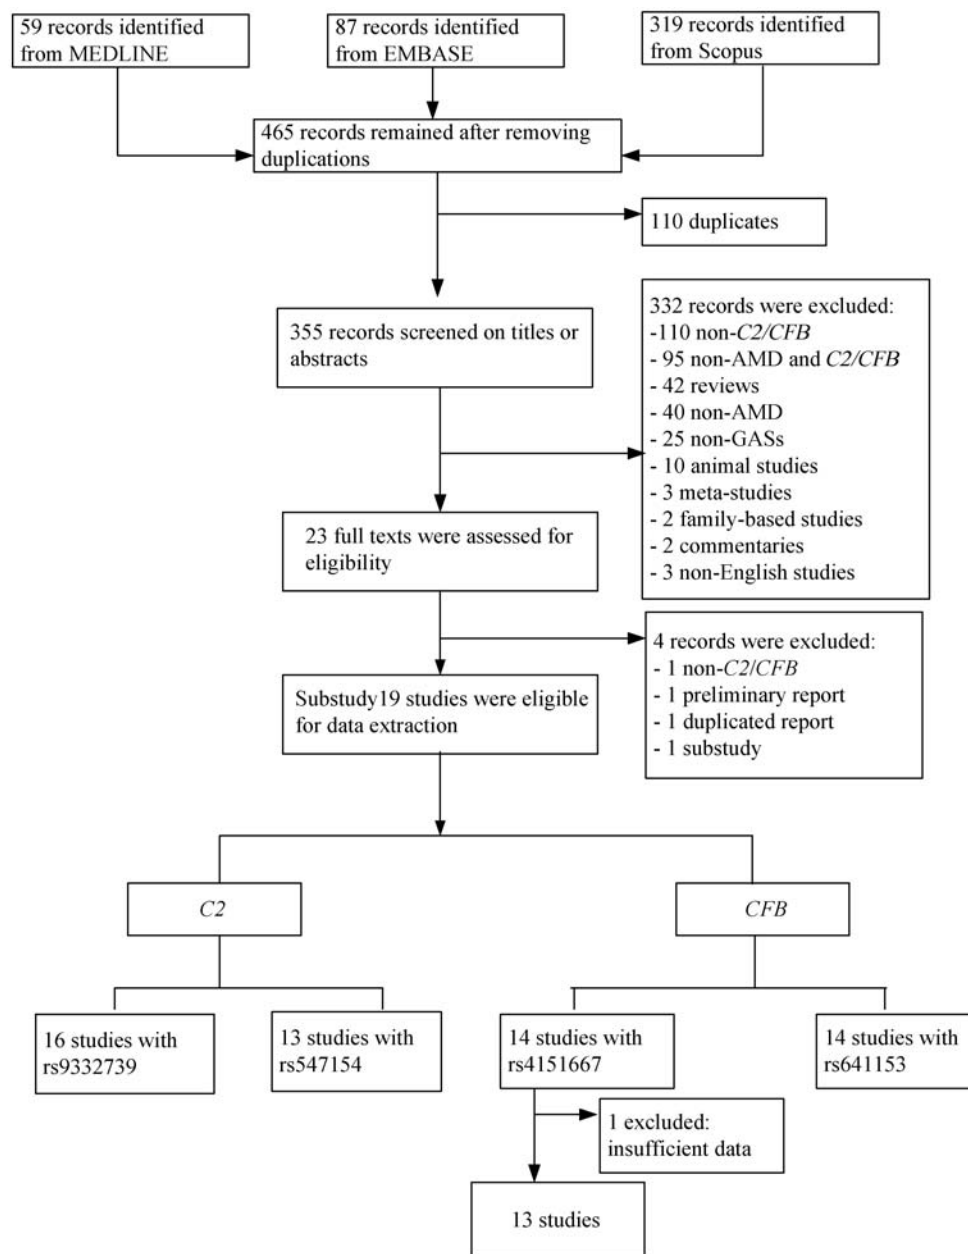 59 records identified
from MEDLINE
87 records identified
from EMBASE
319 records identified
from Scopus
465 records remained after removing
duplications
110 duplicates
355 records screened on titles or
abstracts
332 records were excluded:
-110 non-C2/CFB
- 95 non-AMD and C2/CFB
- 42 reviews
- 40 non-AMD
- 25 non-GASs
- 10 animal studies
- 3 meta-studies
- 2 family-based studies
- 2 commentaries
- 3 non-English studies
23 full texts were assessed for
eligibility
4 records were excluded:
- 1 non-C2/CFB
- 1 preliminary report
- 1 duplicated report
- 1 substudy
Substudy19 studies were eligible
for data extraction
C2
CFB
16 studies with
rs9332739
13 studies with
rs547154
14 studies with
rs4151667
14 studies with
rs641153
1 excluded:
insufficient data
13 studies